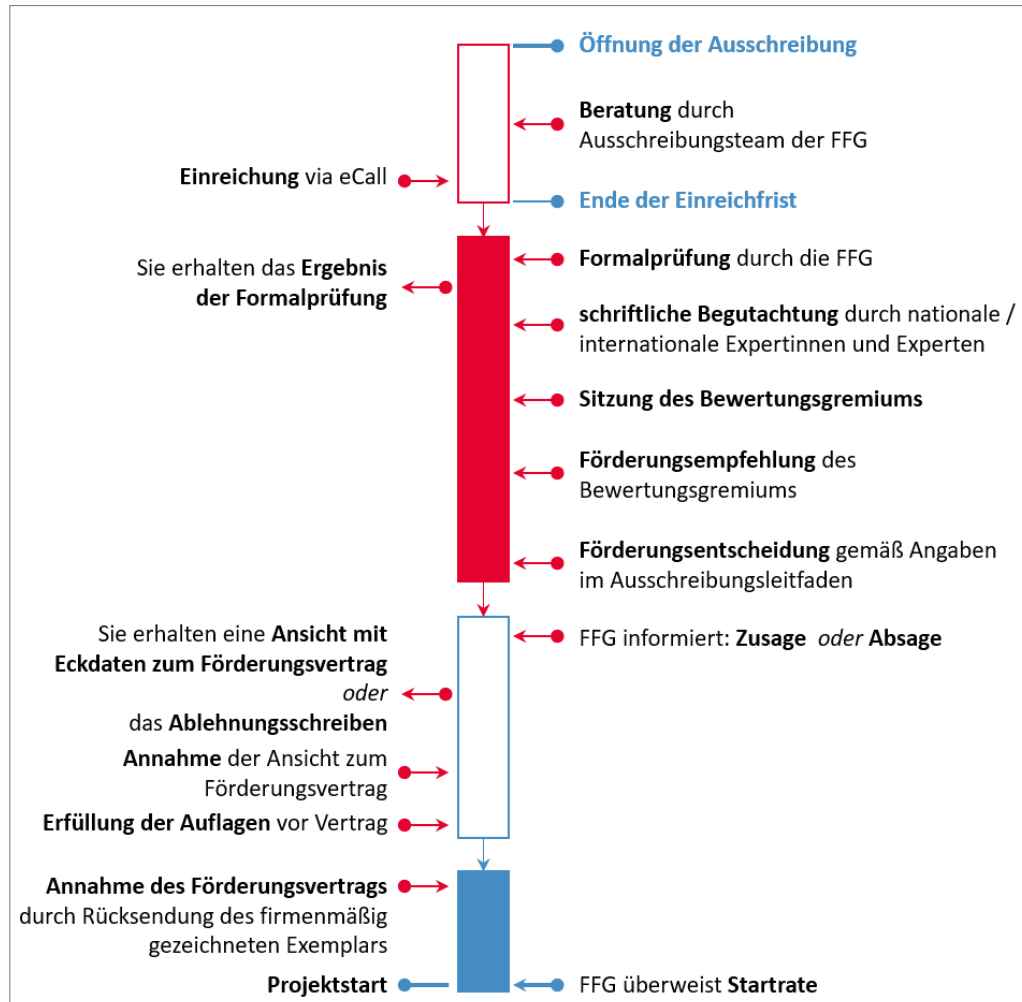 Öffnung der Ausschreibung
Beratung durch
Ausschreibungsteam der FFG
Einreichung via eCall
Ende der Einreichfrist
Formalprüfung durch die FFG
Sie erhalten das Ergebnis
der Formalprüfung
schriftliche Begutachtung durch nationale /
internationale Expertinnen und Experten
Sitzung des Bewertungsgremiums
Förderungsempfehlung des
Bewertungsgremiums
Förderungsentscheidung gemäß Angaben
im Ausschreibungsleitfaden
FFG informiert: Zusage oder Absage
Sie erhalten eine Ansicht mit
Eckdaten zum Förderungsvertrag
oder
das Ablehnungsschreiben
Annahme der Ansicht zum
Förderungsvertrag
Erfüllung der Auflagen vor Vertrag
Annahme des Förderungsvertrags
durch Rücksendung des firmenmäßig
gezeichneten Exemplars
Projektstart
FFG überweist Startrate